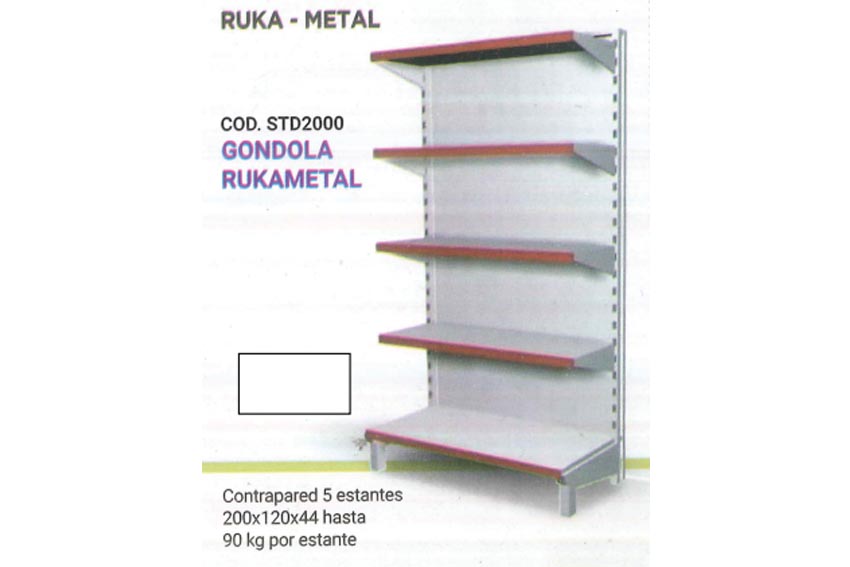 RUKA - METAL
COD. STD2000
GONDOLA
RUKAMETAL
Contrapared 5 estantes
200x120x44 hasta
90 kg por estante